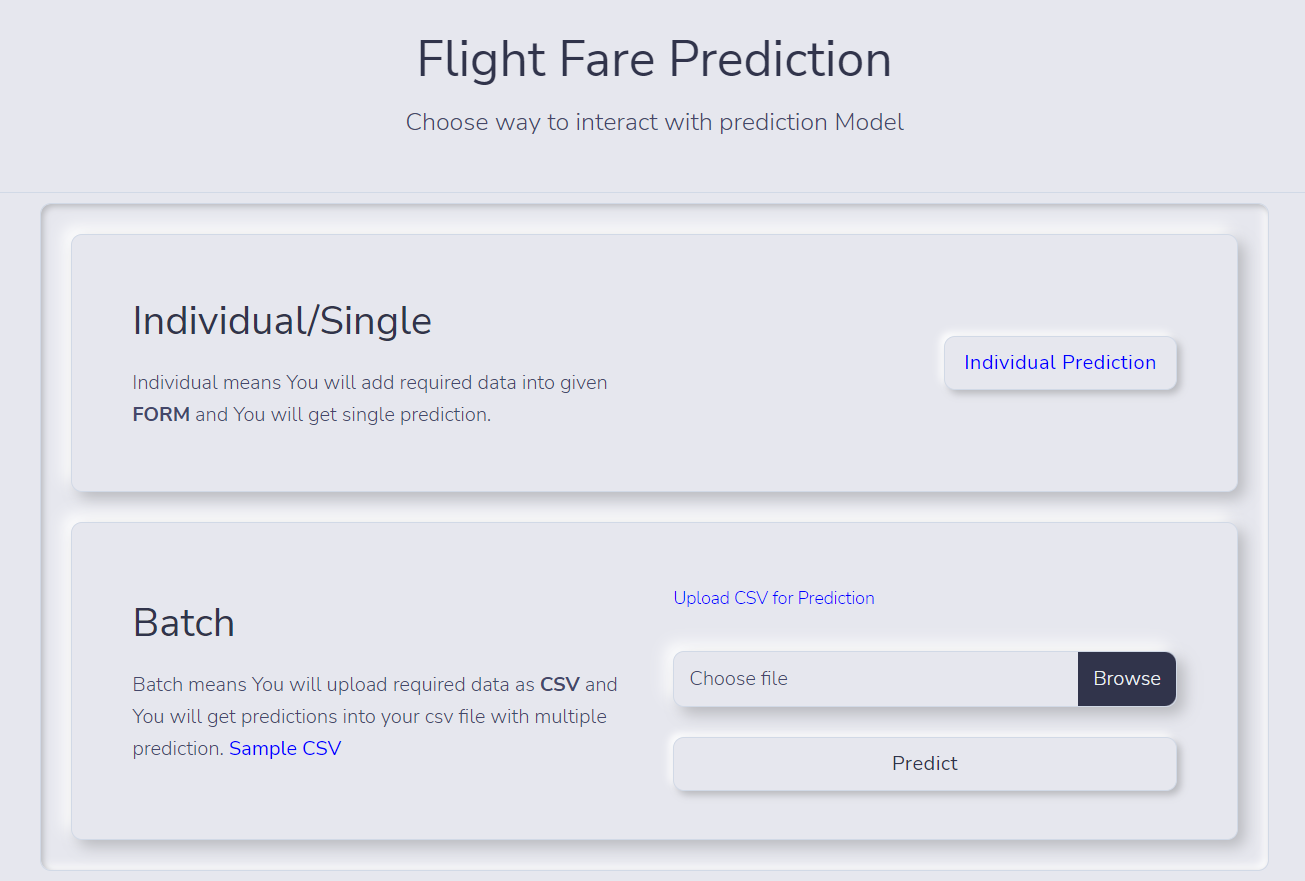 Flight Fare Prediction
Choose way to interact with prediction Model
Individual/Single
Individual means You will add required data into given
FORM and You will get single prediction.
Individual Prediction
Batch
Batch means You will upload required data as CSV and
You will get predictions into your csv file with multiple
prediction. Sample CSV
Upload CSV for Prediction
Choose file
Browse
Predict